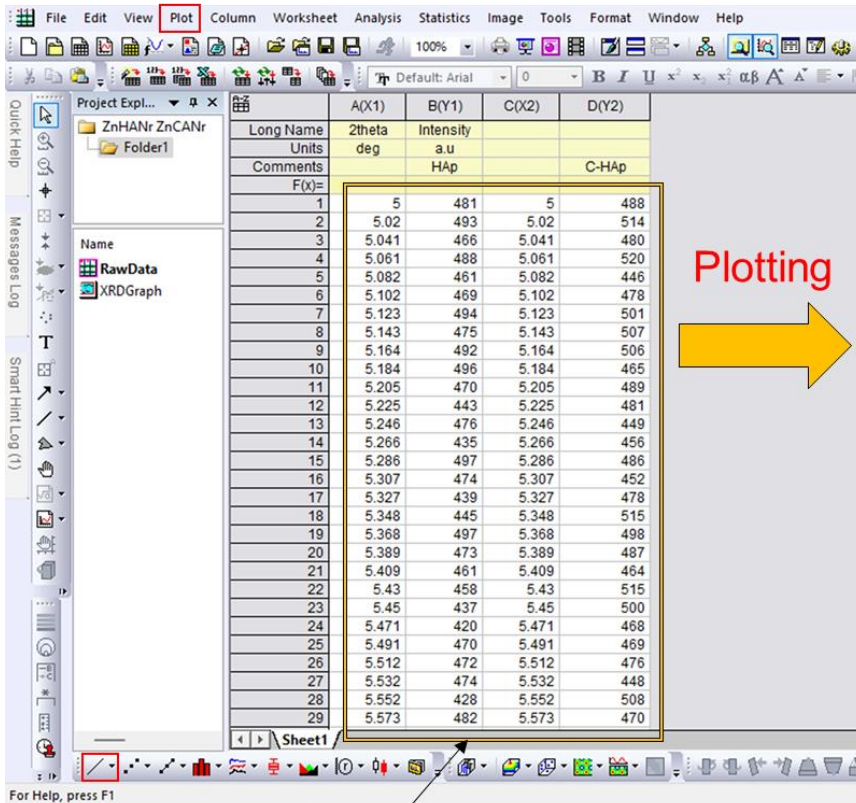 File Edit View Plot Column Worksheet Analysis Statistics Image Tools Format Window Help
100%
Default: Arial 0 B I U x² x₂ x₁² αβ A A
Quick Help
Messages Log
Smart Hint Log (1)
Project Expl...
ZnHANr ZnCANr
Folder1
Name
RawData
XRDGraph
T
A(X1) B(Y1) C(X2) D(Y2)
Long Name 2theta Intensity
Units deg a.u
Comments HAp C-HAp
F(x)=
1 5 481 5 488
2 5.02 493 5.02 514
3 5.041 466 5.041 480
4 5.061 488 5.061 520
5 5.082 461 5.082 446
6 5.102 469 5.102 478
7 5.123 494 5.123 501
8 5.143 475 5.143 507
9 5.164 492 5.164 506
10 5.184 496 5.184 465
11 5.205 470 5.205 489
12 5.225 443 5.225 481
13 5.246 476 5.246 449
14 5.266 435 5.266 456
15 5.286 497 5.286 486
16 5.307 474 5.307 452
17 5.327 439 5.327 478
18 5.348 445 5.348 515
19 5.368 497 5.368 498
20 5.389 473 5.389 487
21 5.409 461 5.409 464
22 5.43 458 5.43 515
23 5.45 437 5.45 500
24 5.471 420 5.471 468
25 5.491 470 5.491 469
26 5.512 472 5.512 476
27 5.532 474 5.532 448
28 5.552 428 5.552 508
29 5.573 482 5.573 470
Plotting
Sheet1
For Help, press F1